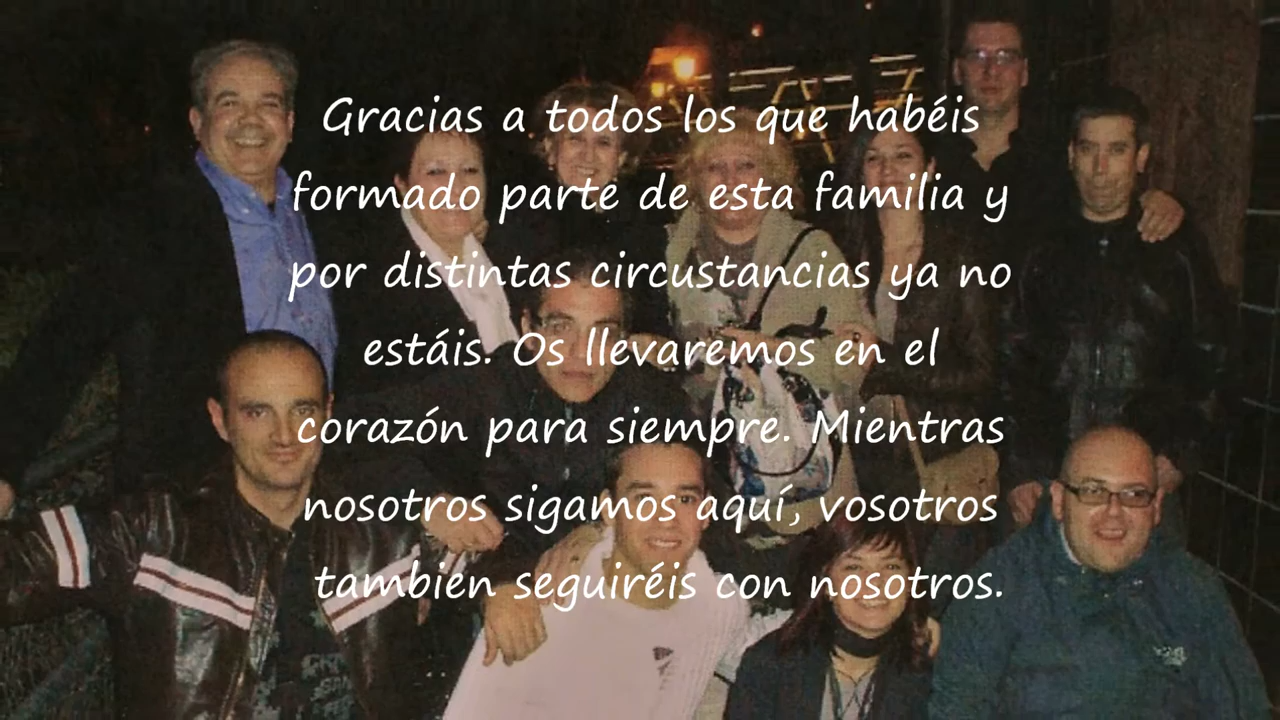 Gracias a todos los que habéis
formado parte de esta familia y
por distintas circustancias ya no
estáis. Os llevaremos en el
corazón para siempre. Mientras
nosotros sigamos aquí, vosotros
tambien seguiréis con nosotros.